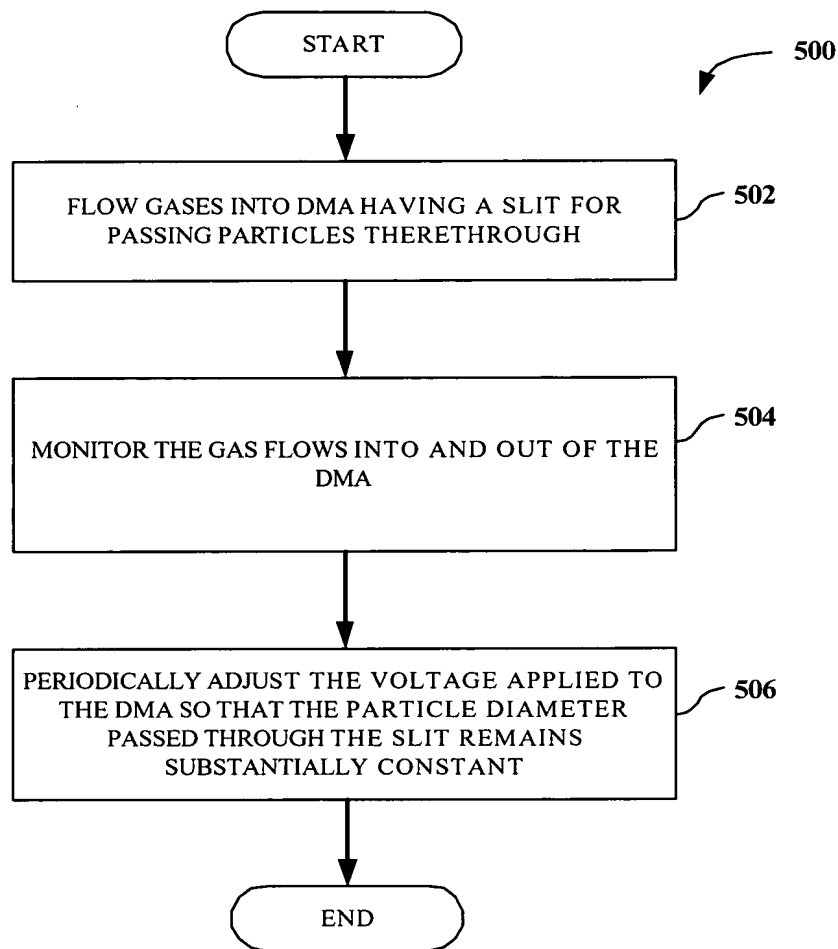 START
500
FLOW GASES INTO DMA HAVING A SLIT FOR
PASSING PARTICLES THERETHROUGH
502
MONITOR THE GAS FLOWS INTO AND OUT OF THE
DMA
504
PERIODICALLY ADJUST THE VOLTAGE APPLIED TO
THE DMA SO THAT THE PARTICLE DIAMETER
PASSED THROUGH THE SLIT REMAINS
SUBSTANTIALLY CONSTANT
506
END